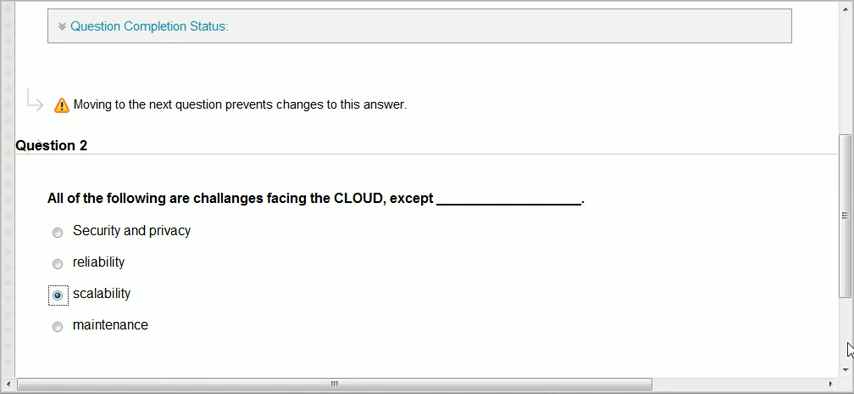 Question Completion Status:
Moving to the next question prevents changes to this answer.
Question 2
All of the following are challanges facing the CLOUD, except ___________________.
Security and privacy
reliability
scalability
maintenance